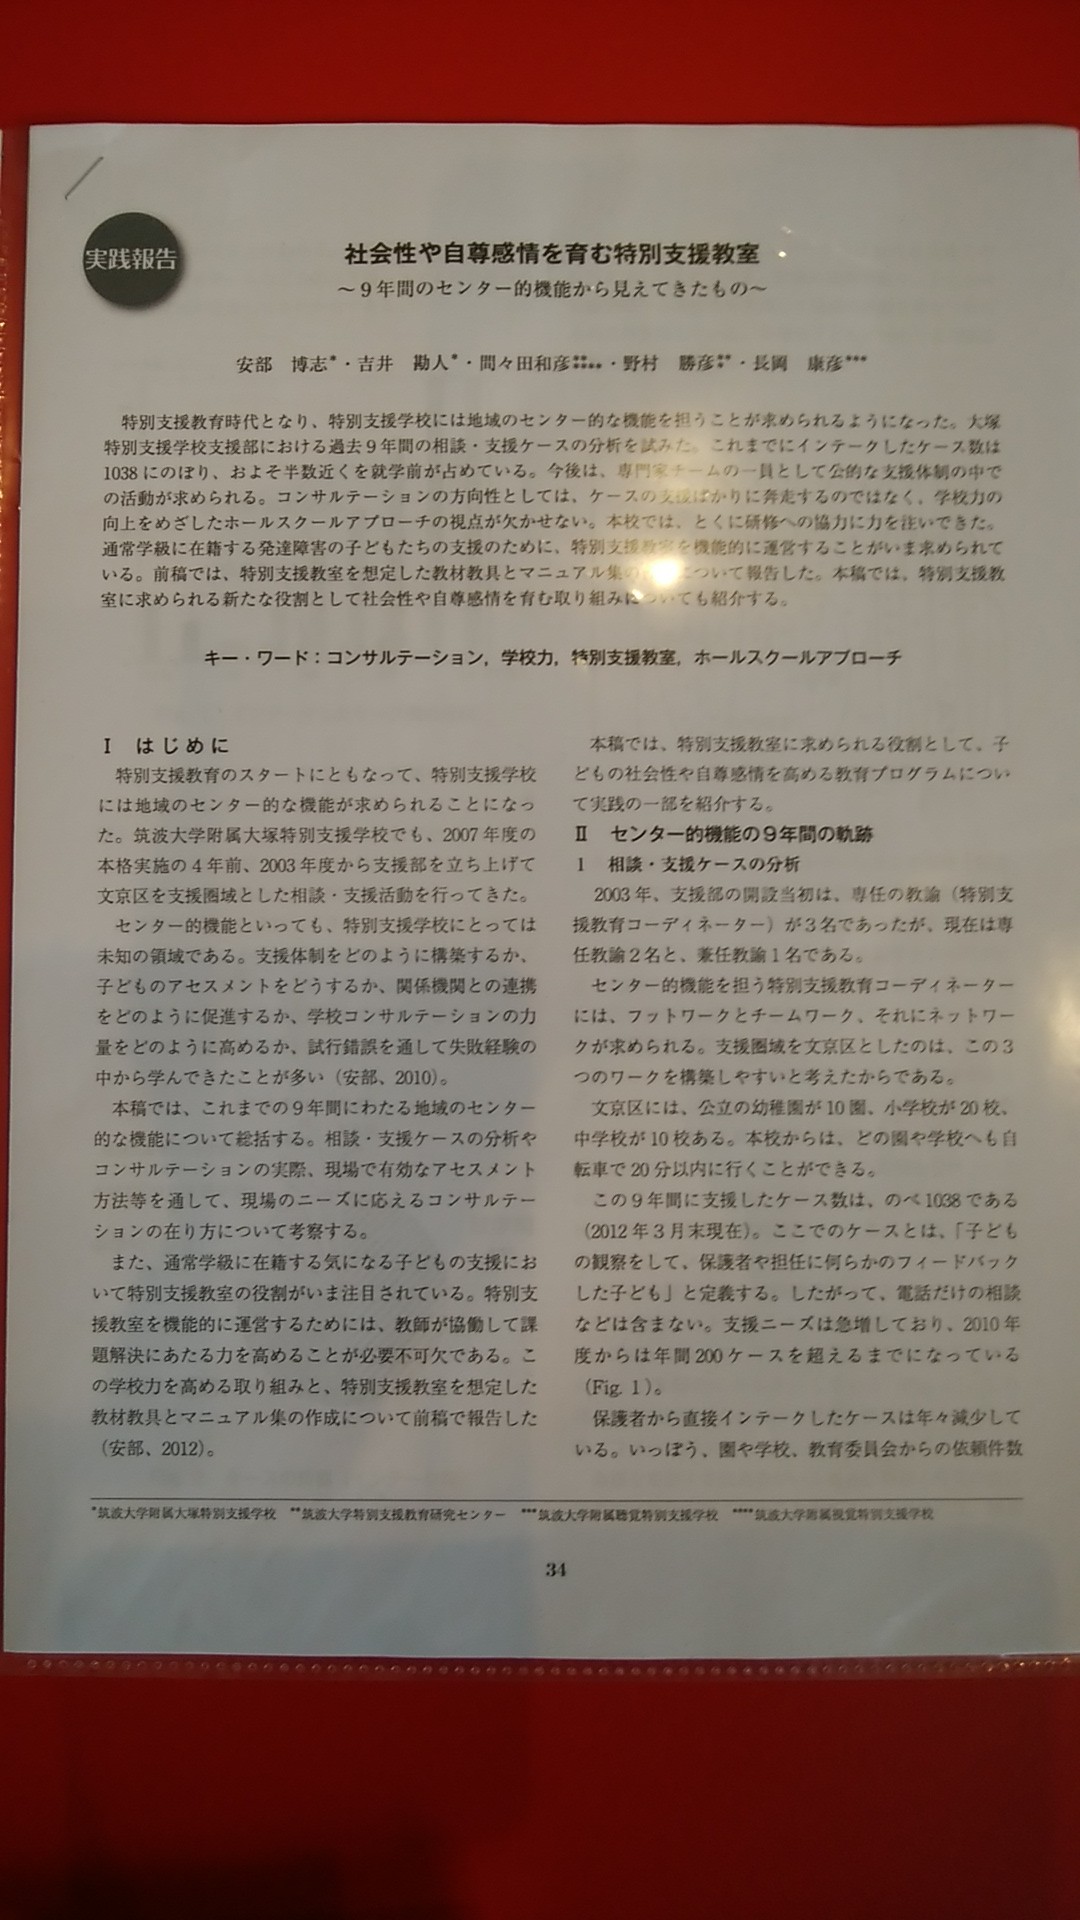 実践報告
社会性や自尊感情を育む特別支援教室
〜9年間のセンター的機能から見えてきたもの〜
安部 博志*・吉井 勘人*・間々田和彦******・野村 勝彦**・長岡 康彦***
特別支援教育時代となり、特別支援学校には地域のセンター的な機能を担うことが求められるようになった。大塚
特別支援学校支援部における過去9年間の相談・支援ケースの分析を試みた。これまでにインテークしたケース数は
1038にのぼり、およそ半数近くを就学前が占めている。今後は、専門家チームの一員として公的な支援体制の中で
の活動が求められる。コンサルテーションの方向性としては、ケースの支援ばかりに奔走するのではなく、学校力の
向上をめざしたホールスクールアプローチの視点が欠かせない。本校では、とくに研修への協力に力を注いできた。
通常学級に在籍する発達障害の子どもたちの支援のために、特別支援教室を機能的に運営することがいま求められて
いる。前稿では、特別支援教室を想定した教材教具とマニュアル集の について報告した。本稿では、特別支援教
室に求められる新たな役割として社会性や自尊感情を育む取り組みについても紹介する。
キー・ワード：コンサルテーション，学校力，特別支援教室，ホールスクールアプローチ
Ⅰ はじめに
特別支援教育のスタートにともなって、特別支援学校
には地域のセンター的な機能が求められることになっ
た。筑波大学附属大塚特別支援学校でも、2007年度の
本格実施の4年前、2003年度から支援部を立ち上げて
文京区を支援圏域とした相談・支援活動を行ってきた。
センター的機能といっても、特別支援学校にとっては
未知の領域である。支援体制をどのように構築するか、
子どものアセスメントをどうするか、関係機関との連携
をどのように促進するか、学校コンサルテーションの力
量をどのように高めるか、試行錯誤を通して失敗経験の
中から学んできたことが多い（安部、2010）。
本稿では、これまでの9年間にわたる地域のセンター
的な機能について総括する。相談・支援ケースの分析や
コンサルテーションの実際、現場で有効なアセスメント
方法等を通して、現場のニーズに応えるコンサルテー
ションの在り方について考察する。
また、通常学級に在籍する気になる子どもの支援にお
いて特別支援教室の役割がいま注目されている。特別支
援教室を機能的に運営するためには、教師が協働して課
題解決にあたる力を高めることが必要不可欠である。こ
の学校力を高める取り組みと、特別支援教室を想定した
教材教具とマニュアル集の作成について前稿で報告した
（安部、2012）。
本稿では、特別支援教室に求められる役割として、子
どもの社会性や自尊感情を高める教育プログラムについ
て実践の一部を紹介する。
Ⅱ センター的機能の9年間の軌跡
1 相談・支援ケースの分析
2003年、支援部の開設当初は、専任の教諭（特別支
援教育コーディネーター）が3名であったが、現在は専
任教諭2名と、兼任教諭1名である。
センター的機能を担う特別支援教育コーディネーター
には、フットワークとチームワーク、それにネットワー
クが求められる。支援圏域を文京区としたのは、この3
つのワークを構築しやすいと考えたからである。
文京区には、公立の幼稚園が10園、小学校が20校、
中学校が10校ある。本校からは、どの園や学校へも自
転車で20分以内に行くことができる。
この9年間に支援したケース数は、のべ1038である
（2012年3月末現在）。ここでのケースとは、「子ども
の観察をして、保護者や担任に何らかのフィードバック
した子ども」と定義する。したがって、電話だけの相談
などは含まない。支援ニーズは急増しており、2010年
度からは年間200ケースを超えるまでになっている
（Fig. 1）。
保護者から直接インテークしたケースは年々減少して
いる。いっぽう、園や学校、教育委員会からの依頼件数
*筑波大学附属大塚特別支援学校 **筑波大学特別支援教育研究センター ***筑波大学附属聴覚特別支援学校 ****筑波大学附属視覚特別支援学校
34